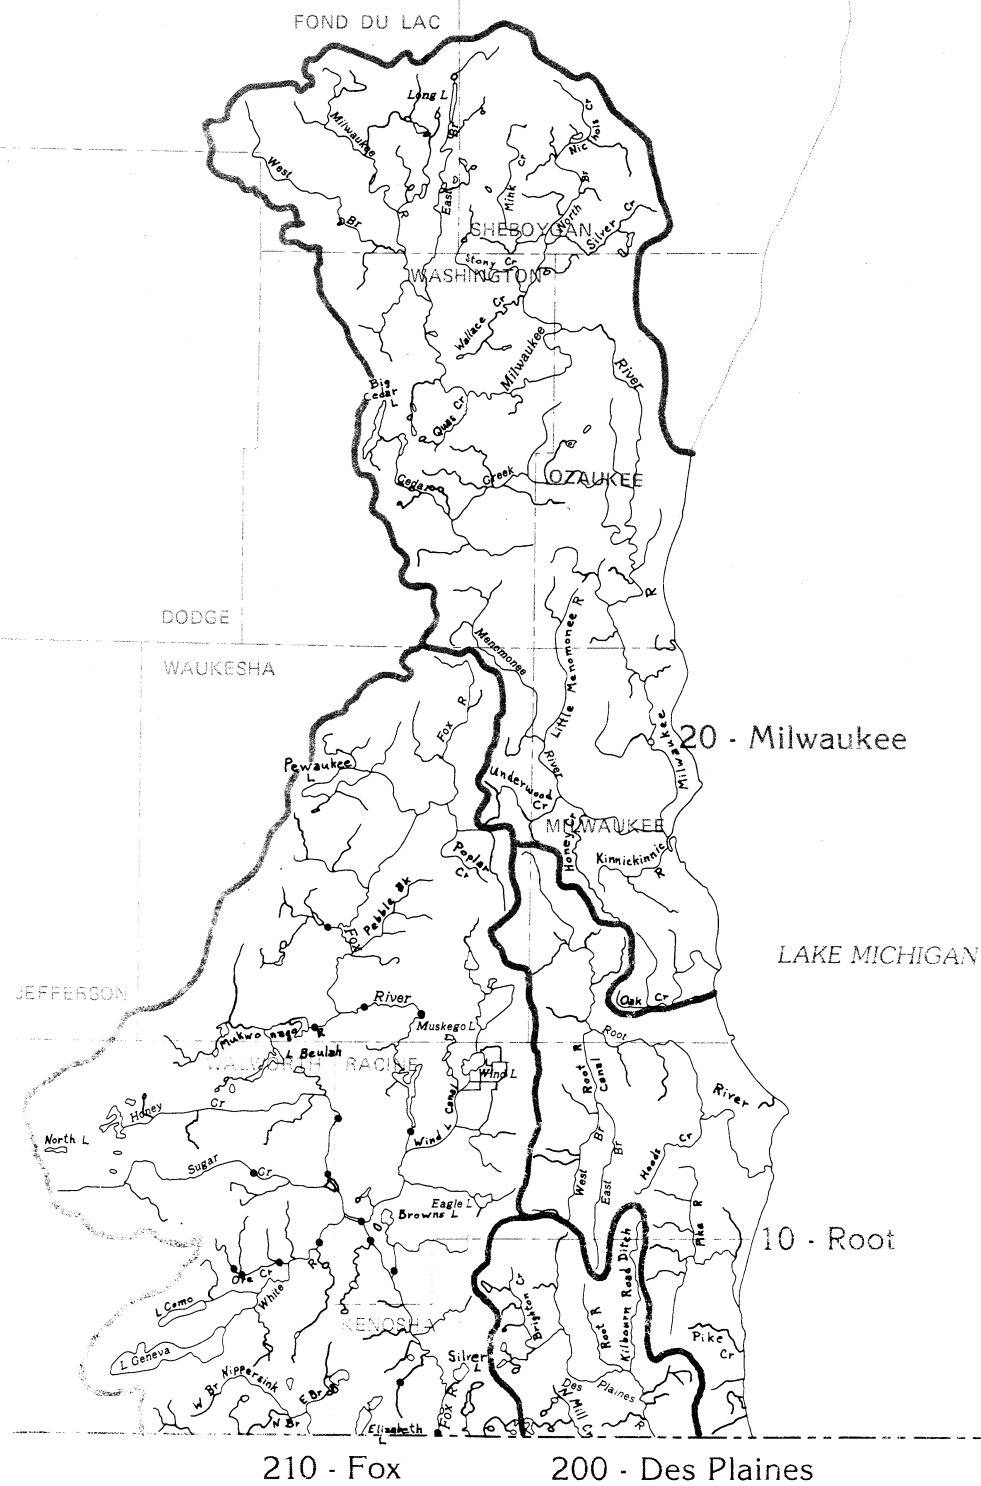 FOND DU LAC
Long L
Milwaukee
Br
Nichols Cr
West
Br
R
East
Mink Cr
North Br
Silver Cr
SHEBOYGAN
Stony Cr
WASHINGTON
Wallace Cr
Milwaukee
River
Big
Cedar
L
Quas Cr
Cedar
Creek
OZAUKEE
R
DODGE
Menomonee
Little Menomonee R
WAUKESHA
Fox R
Milwaukee
20 - Milwaukee
Pewaukee
L
River
Underwood
Cr
MILWAUKEE
Honey Cr
Kinnickinnic
R
Poplar
Cr
Pebble Bk
Fox
LAKE MICHIGAN
JEFFERSON
River
Oak Cr
Mukwonago R
Muskego L
Root
L Beulah
WALWORTH
RACINE
Wind L
Root R
Canal
River
Honey
Cr
Wind L Canal
North L
Hoods Cr
West Br
East Br
Sugar
Cr
Eagle L
Browns L
Pike R
10 - Root
Ore Cr
R
White
L Como
KENOSHA
Brighton Cr
Root R
Kilbourn Road Ditch
Pike
Cr
L Geneva
Silver
L
W Br Nippersink
E Br
Fox R
Des Plaines
R
N Mill
W Br
Elizabeth
L
210 - Fox
200 - Des Plaines